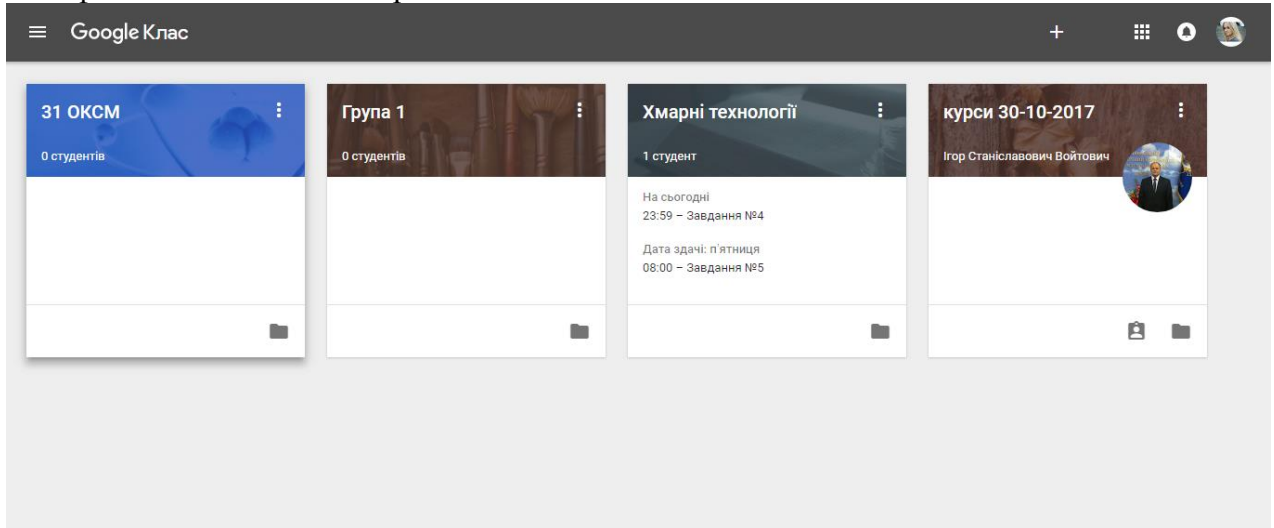 Google Клас
31 ОКСМ
0 студентів
Група 1
0 студентів
Хмарні технології
1 студент
На сьогодні
23:59 – Завдання №4
Дата здачі: п'ятниця
08:00 – Завдання №5
курси 30-10-2017
Ігор Станіславович Войтович